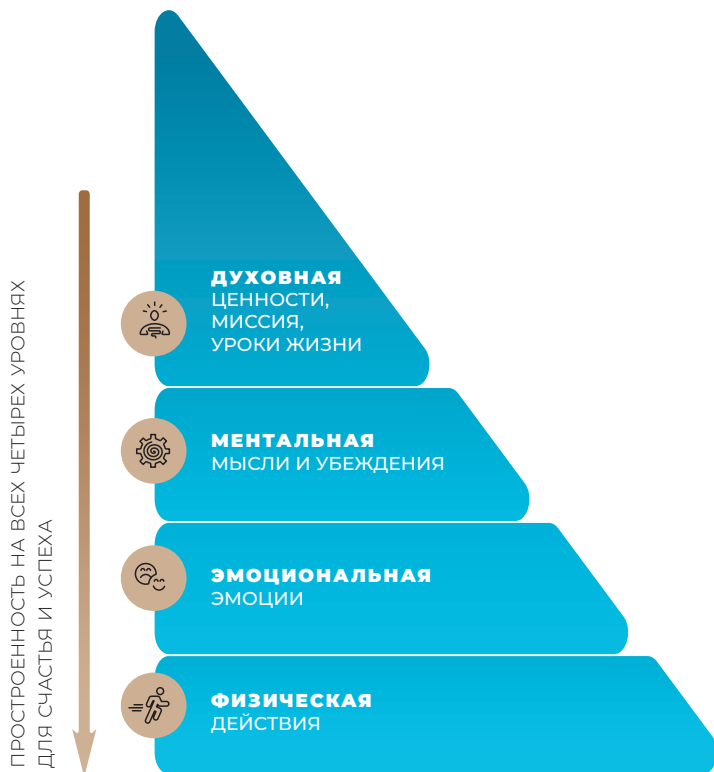 ДУХОВНАЯ
ЦЕННОСТИ,
МИССИЯ,
УРОКИ ЖИЗНИ
МЕНТАЛЬНАЯ
МЫСЛИ И УБЕЖДЕНИЯ
ЭМОЦИОНАЛЬНАЯ
ЭМОЦИИ
ФИЗИЧЕСКАЯ
ДЕЙСТВИЯ
ПРОСТРОЕННОСТЬ НА ВСЕХ ЧЕТЫРЕХ УРОВНЯХ
ДЛЯ СЧАСТЬЯ И УСПЕХА